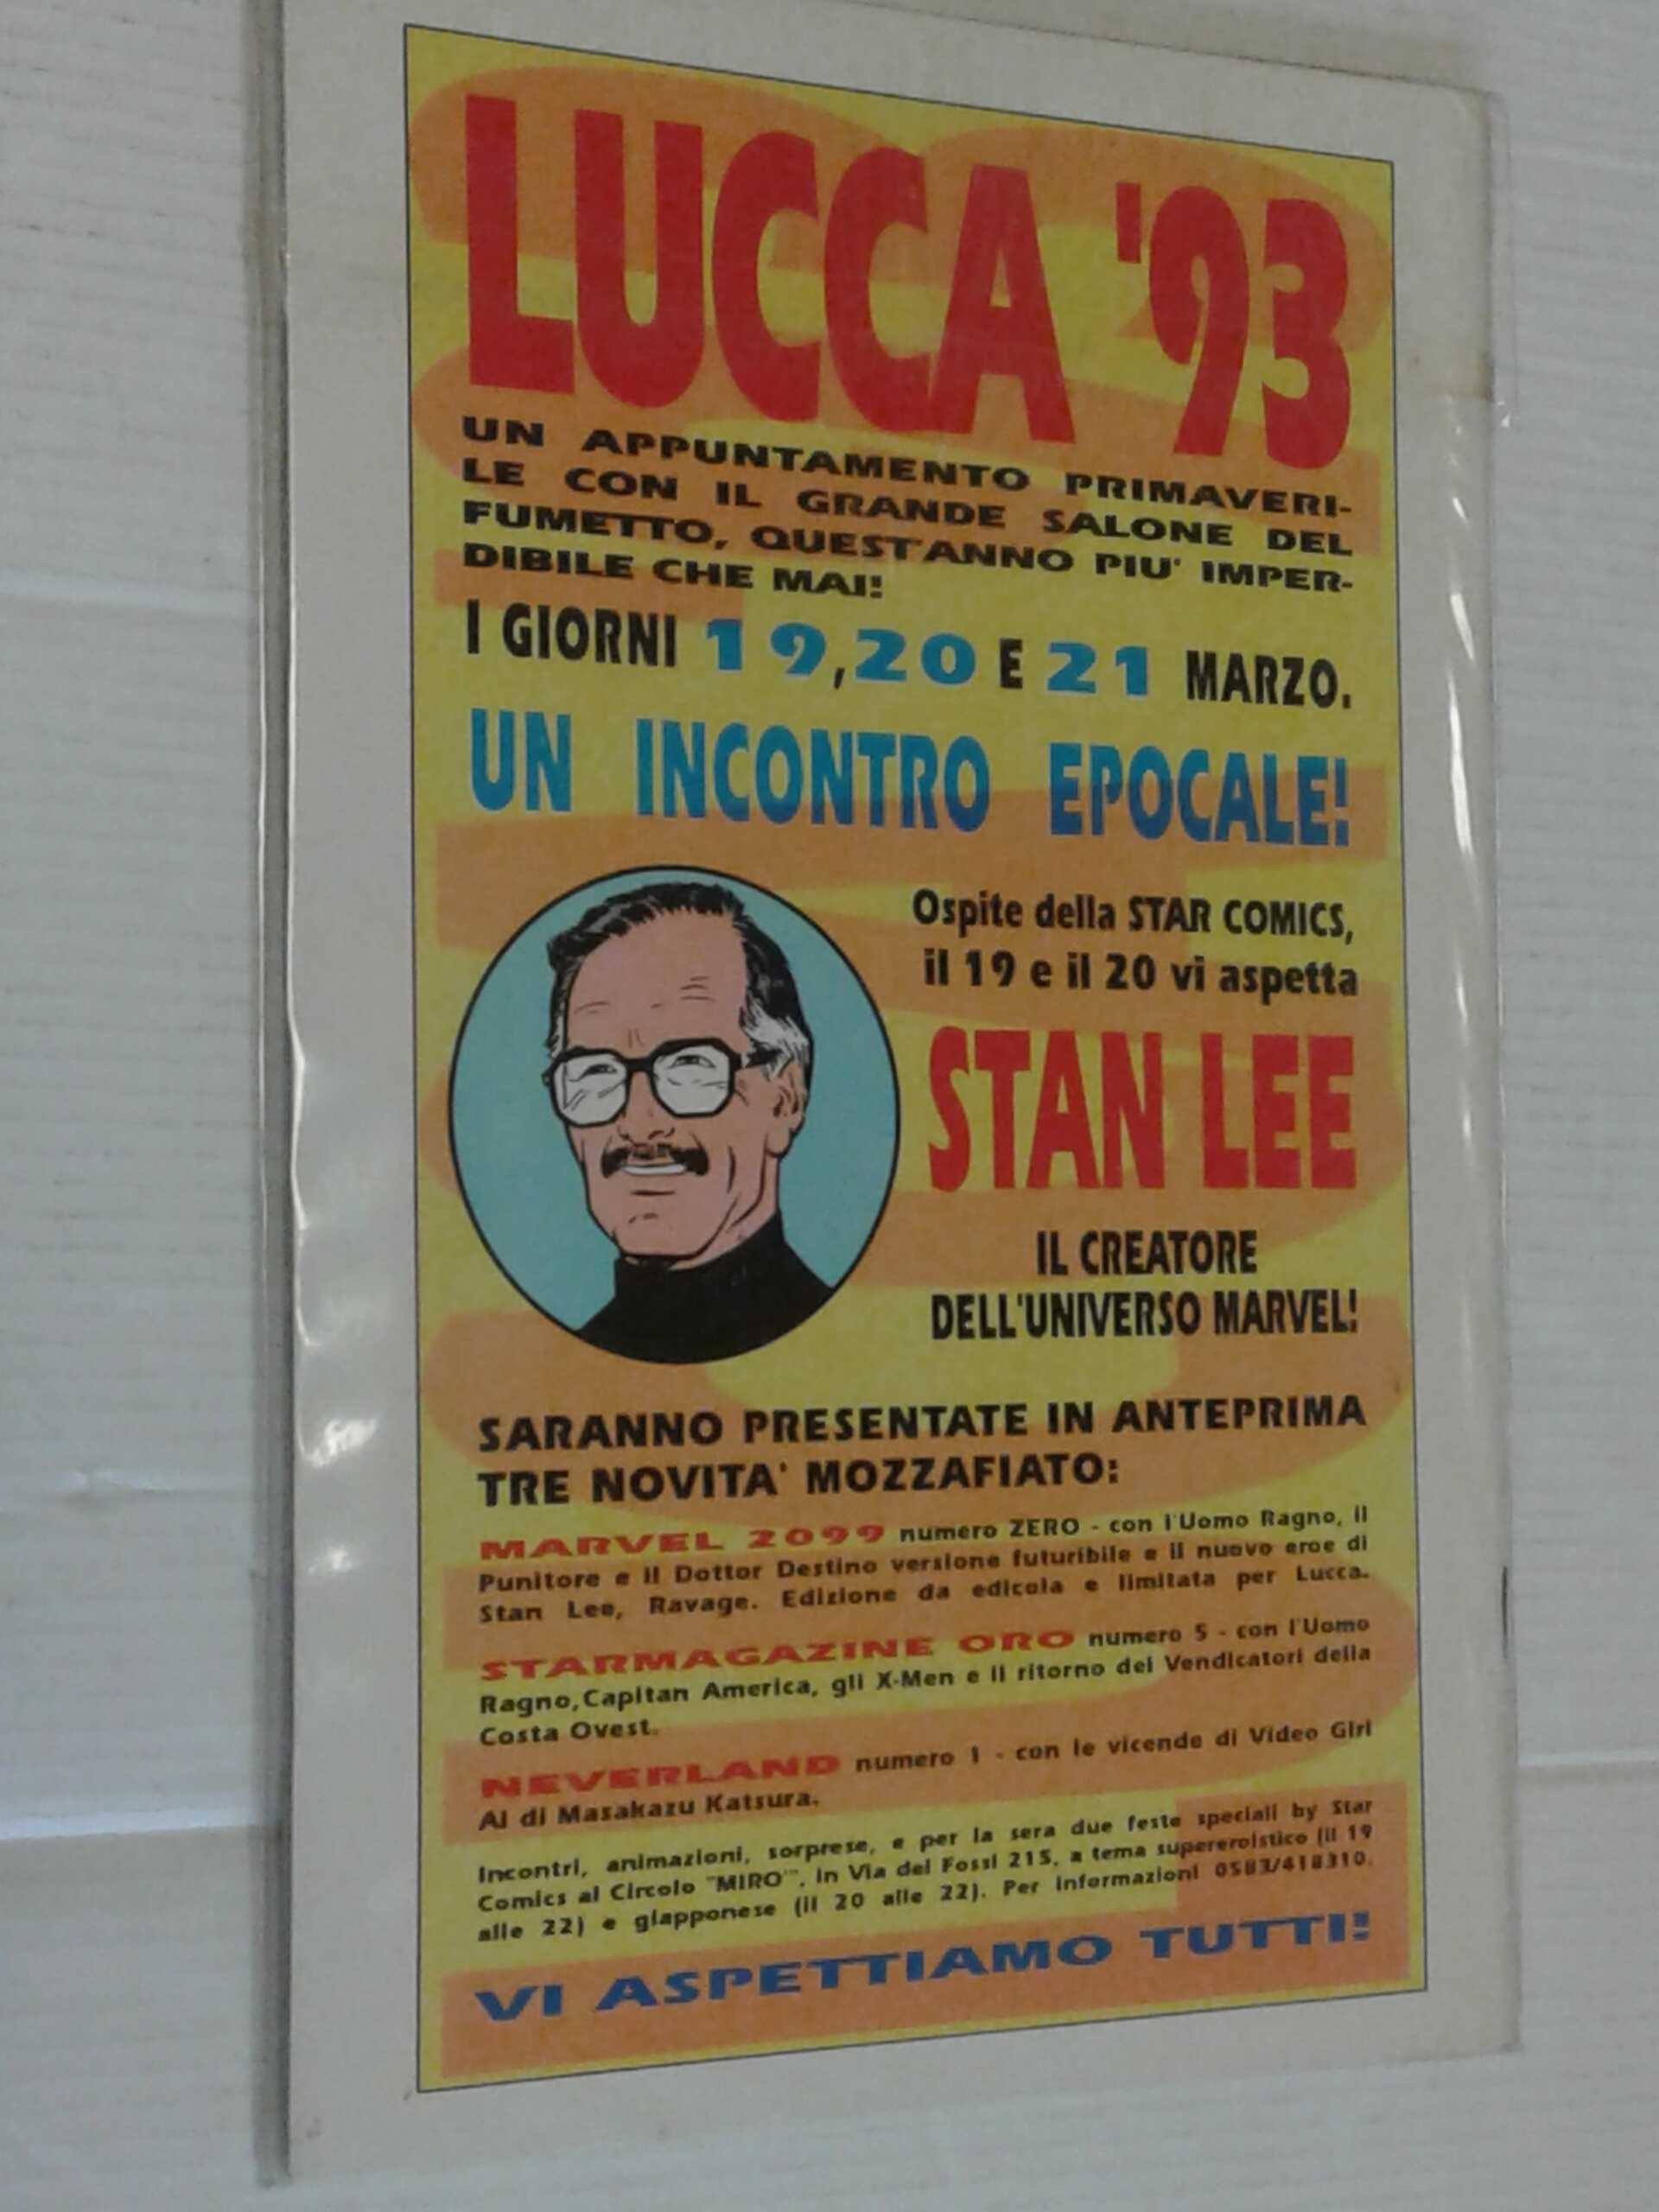 LUCCA '93
UN APPUNTAMENTO PRIMAVERI-
LE CON IL GRANDE SALONE DEL
FUMETTO, QUEST'ANNO PIU' IMPER-
DIBILE CHE MAI!
I GIORNI 19,20 E 21 MARZO.
UN INCONTRO EPOCALE!
Ospite della STAR COMICS,
il 19 e il 20 vi aspetta
STAN LEE
IL CREATORE
DELL'UNIVERSO MARVEL!
SARANNO PRESENTATE IN ANTEPRIMA
TRE NOVITA' MOZZAFIATO:
MARVEL 2099 numero ZERO - con l'Uomo Ragno, il
Punitore e il Dottor Destino versione futuribile e il nuovo eroe di
Stan Lee, Ravage. Edizione da edicola e limitata per Lucca.
STARMAGAZINE ORO numero 5 - con l'Uomo
Ragno, Capitan America, gli X-Men e il ritorno dei Vendicatori della
Costa Ovest.
NEVERLAND numero 1 - con le vicende di Video Girl
Ai di Masakazu Katsura.
Incontri, animazioni, sorprese, e per la sera due feste speciali by Star
Comics al Circolo "MIRO'", in Via dei Fossi 215, a tema supereroistico (il 19
alle 22) e giapponese (il 20 alle 22). Per informazioni 0583/418310.
VI ASPETTIAMO TUTTI!